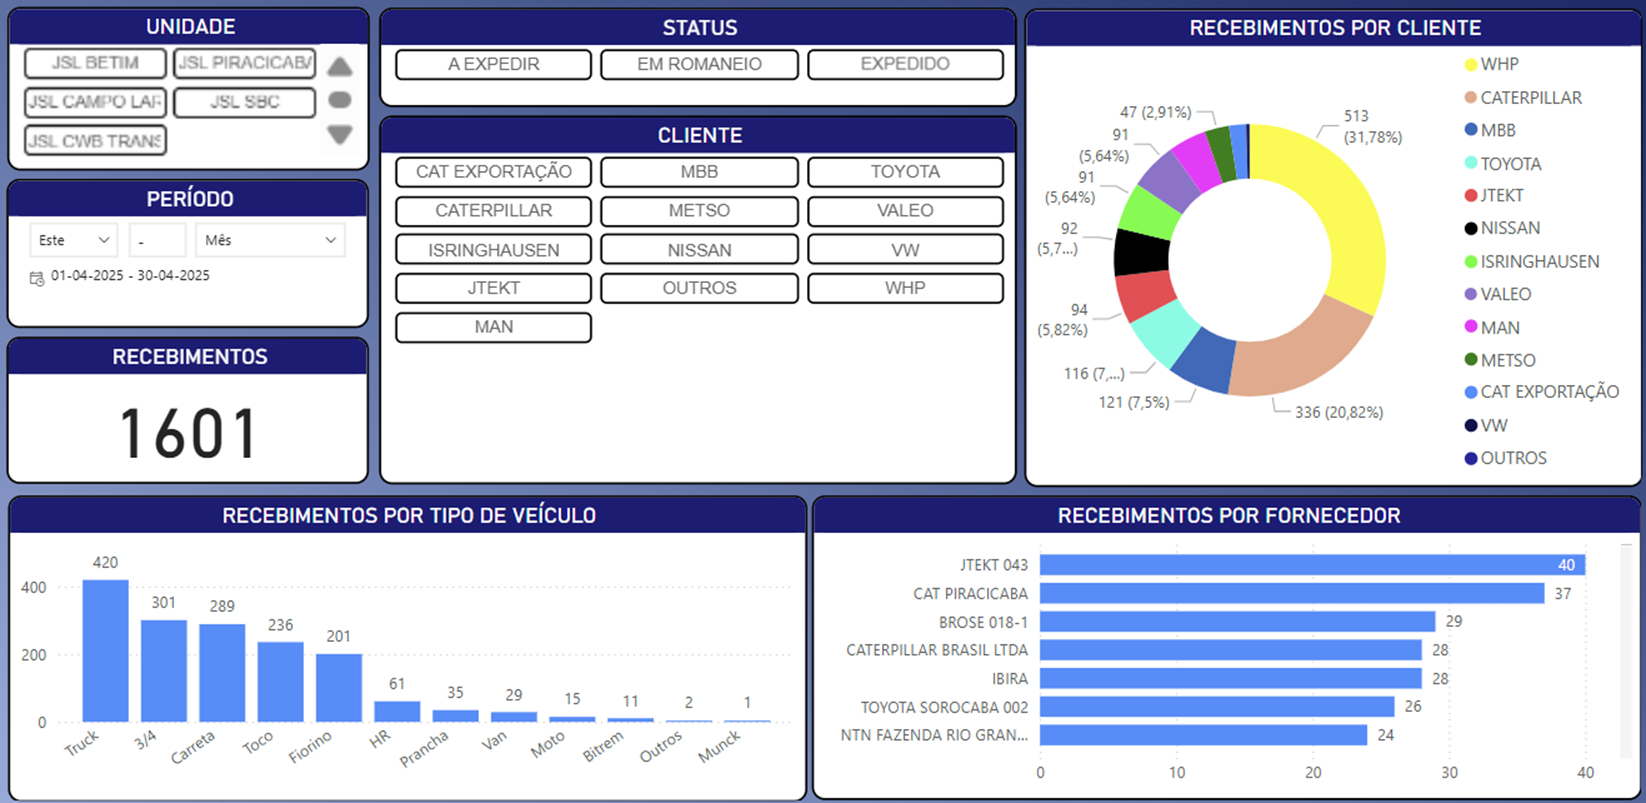 UNIDADE
JSL BETIM
JSL PIRACICAB
JSL CAMPO LAR
JSL SBC
JSL CWB TRANS
PERÍODO
Este
-
Mês
01-04-2025 - 30-04-2025
RECEBIMENTOS
1601
STATUS
A EXPEDIR
EM ROMANEIO
EXPEDIDO
CLIENTE
CAT EXPORTAÇÃO
MBB
TOYOTA
CATERPILLAR
METSO
VALEO
ISRINGHAUSEN
NISSAN
VW
JTEKT
OUTROS
WHP
MAN
RECEBIMENTOS POR CLIENTE
513
(31,78%)
336 (20,82%)
121 (7,5%)
116 (7,...)
94
(5,82%)
92
(5,7...)
91
(5,64%)
91
(5,64%)
47 (2,91%)
WHP
CATERPILLAR
MBB
TOYOTA
JTEKT
NISSAN
ISRINGHAUSEN
VALEO
MAN
METSO
CAT EXPORTAÇÃO
VW
OUTROS
RECEBIMENTOS POR TIPO DE VEÍCULO
400
200
0
420
301
289
236
201
61
35
29
15
11
2
1
Truck
3/4
Carreta
Toco
Fiorino
HR
Prancha
Van
Moto
Bitrem
Outros
Munck
RECEBIMENTOS POR FORNECEDOR
JTEKT 043 40
CAT PIRACICABA 37
BROSE 018-1 29
CATERPILLAR BRASIL LTDA 28
IBIRA 28
TOYOTA SOROCABA 002 26
NTN FAZENDA RIO GRAN... 24
0 10 20 30 40